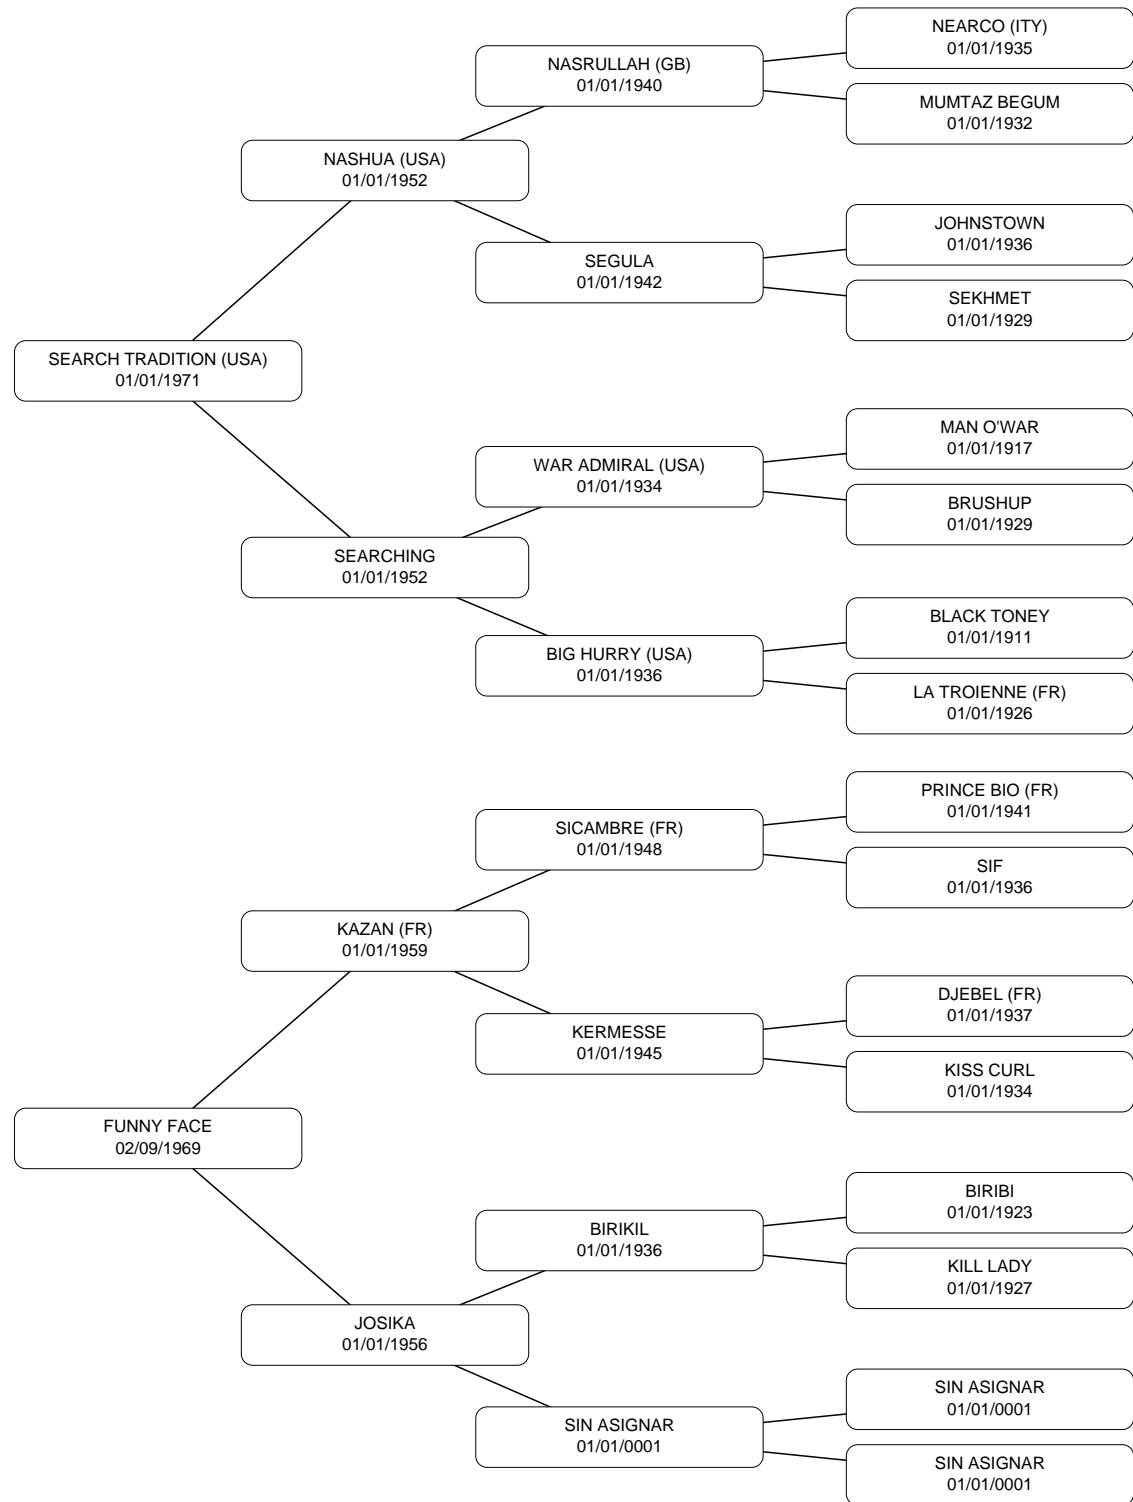 NEARCO (ITY)
01/01/1935
NASRULLAH (GB)
01/01/1940
MUMTAZ BEGUM
01/01/1932
NASHUA (USA)
01/01/1952
JOHNSTOWN
01/01/1936
SEGULA
01/01/1942
SEKHMET
01/01/1929
SEARCH TRADITION (USA)
01/01/1971
MAN O'WAR
01/01/1917
WAR ADMIRAL (USA)
01/01/1934
BRUSHUP
01/01/1929
SEARCHING
01/01/1952
BLACK TONEY
01/01/1911
BIG HURRY (USA)
01/01/1936
LA TROIENNE (FR)
01/01/1926
PRINCE BIO (FR)
01/01/1941
SICAMBRE (FR)
01/01/1948
SIF
01/01/1936
KAZAN (FR)
01/01/1959
DJEBEL (FR)
01/01/1937
KERMESSE
01/01/1945
KISS CURL
01/01/1934
FUNNY FACE
02/09/1969
BIRIBI
01/01/1923
BIRIKIL
01/01/1936
KILL LADY
01/01/1927
JOSIKA
01/01/1956
SIN ASIGNAR
01/01/0001
SIN ASIGNAR
01/01/0001
SIN ASIGNAR
01/01/0001